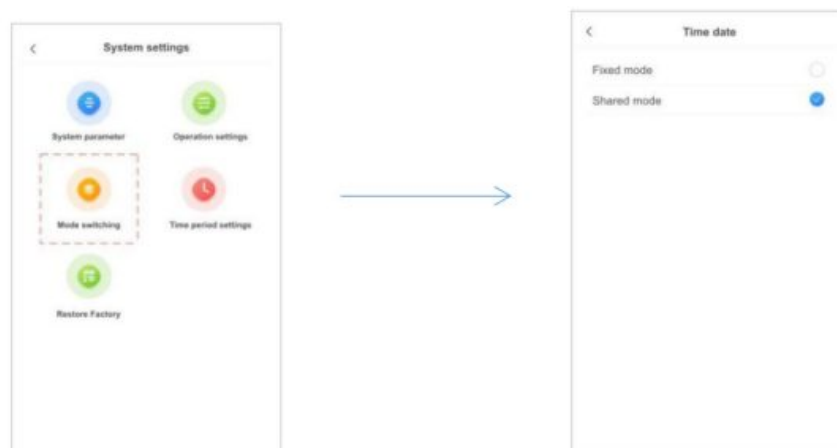 System settings
System parameter
Operation settings
Mode switching
Time period settings
Restore Factory
Time date
Fixed mode
Shared mode